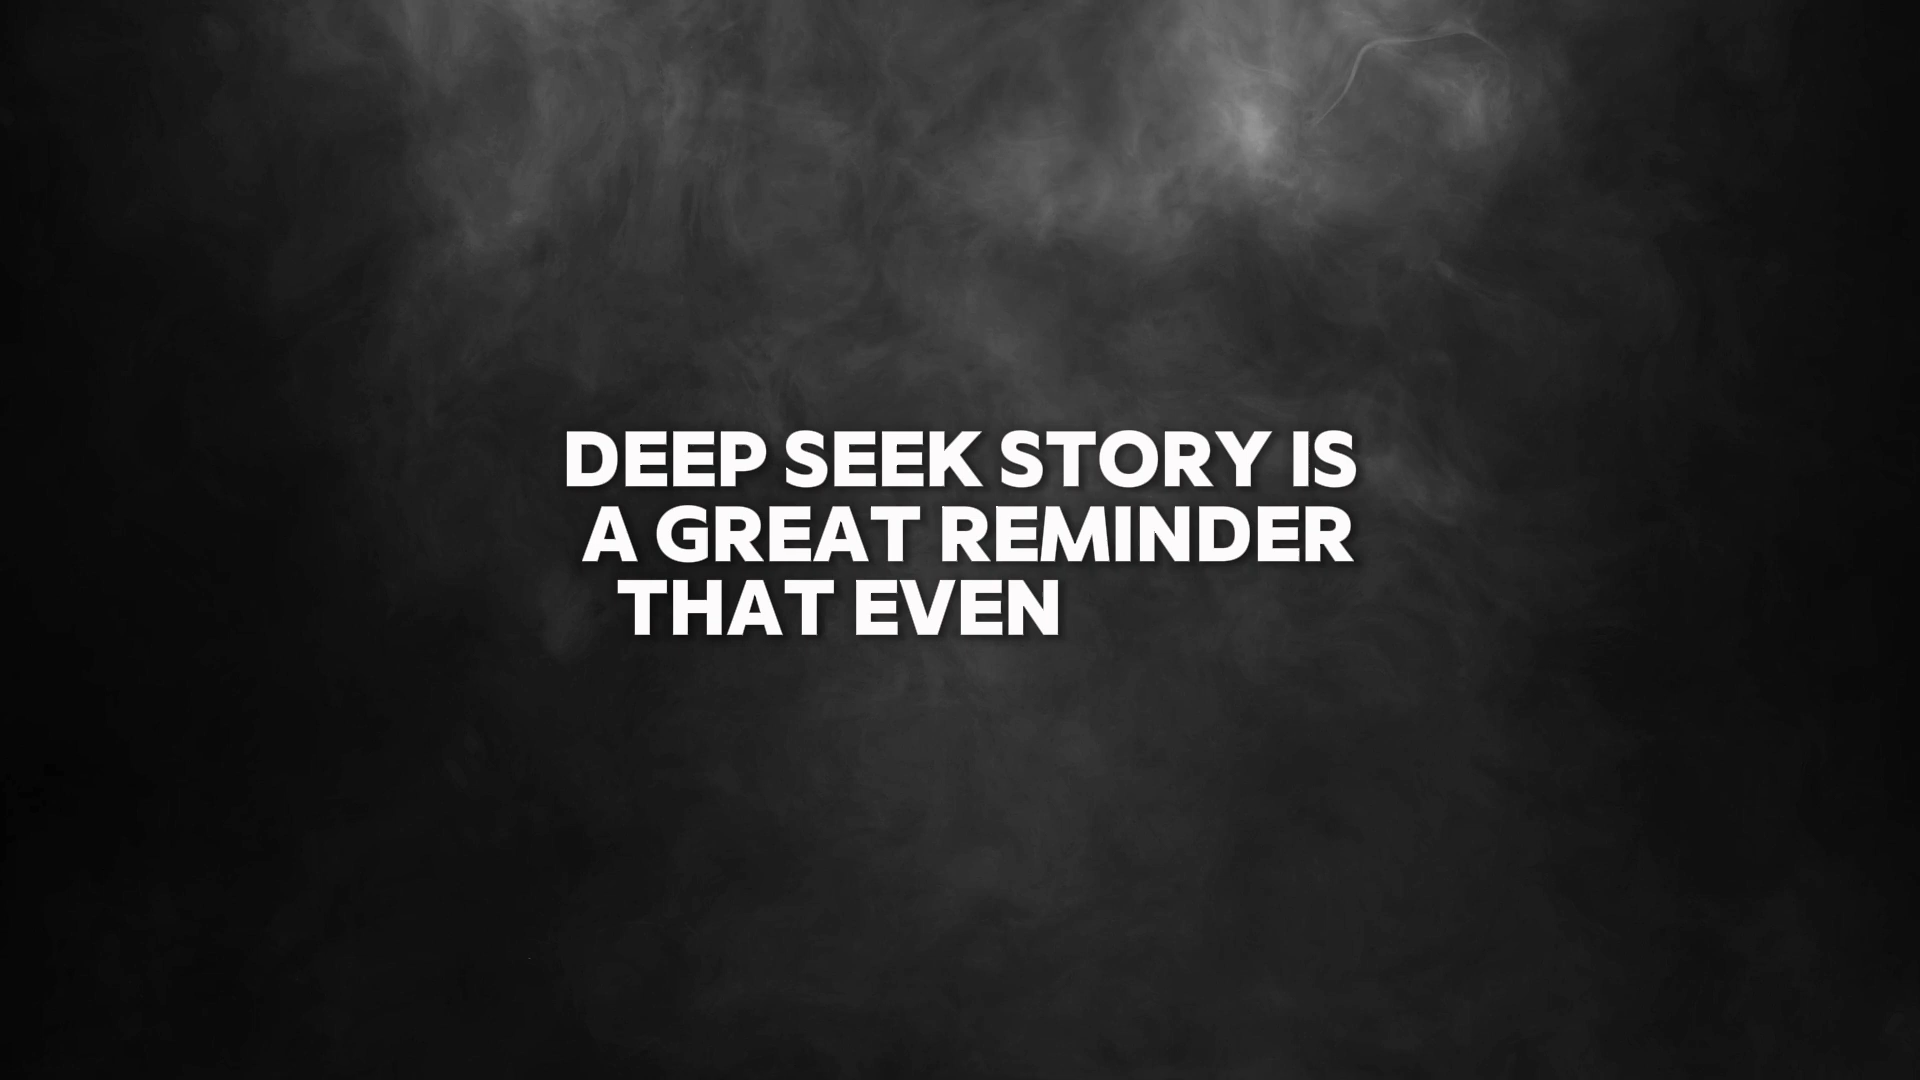 DEEP SEEK STORY IS
A GREAT REMINDER
THAT EVEN